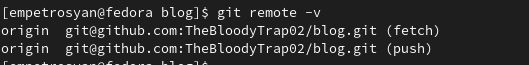 [empetrosyan@fedora blog]$ git remote -v
origin  git@github.com:TheBloodyTrap02/blog.git (fetch)
origin  git@github.com:TheBloodyTrap02/blog.git (push)